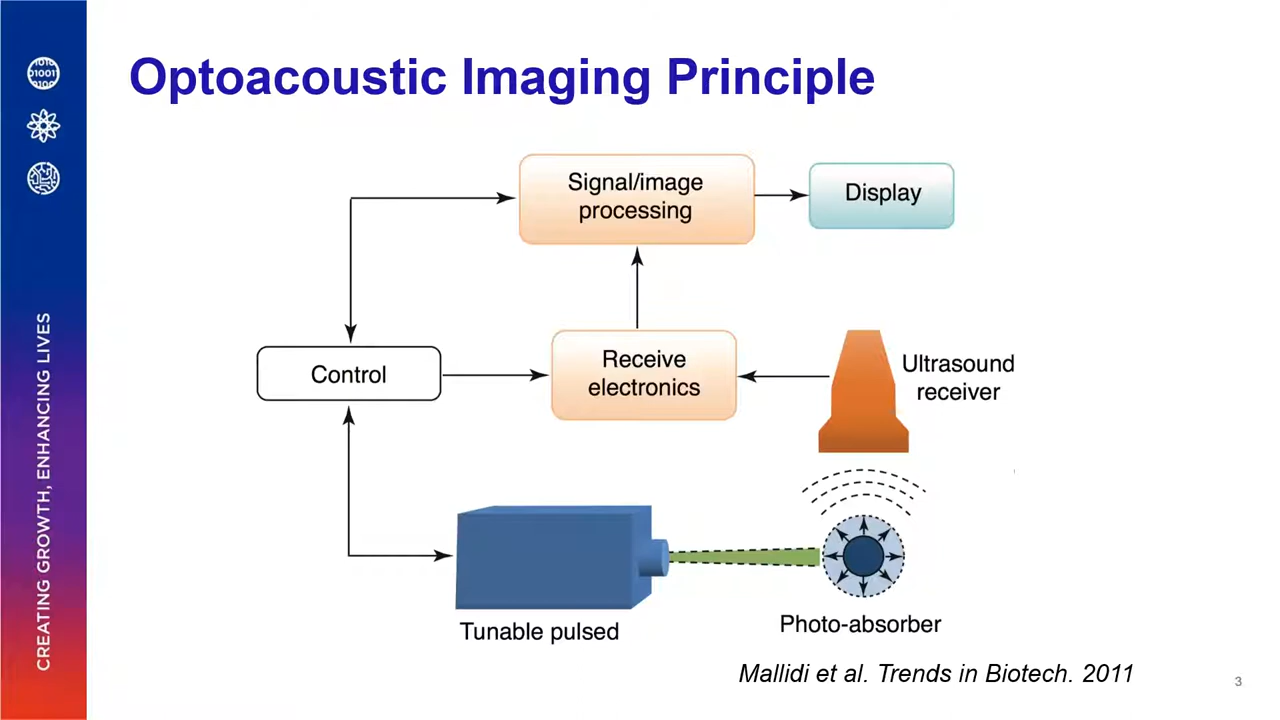 Optoacoustic Imaging Principle
Signal/image
processing
Display
Control
Receive
electronics
Ultrasound
receiver
Tunable pulsed
Photo-absorber
Mallidi et al. Trends in Biotech. 2011
3
CREATING GROWTH, ENHANCING LIVES